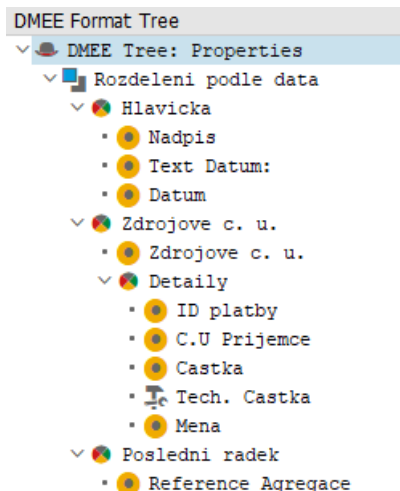 DMEE Format Tree
DMEE Tree: Properties
Rozdeleni podle data
Hlavicka
Nadpis
Text Datum:
Datum
Zdrojove c. u.
Zdrojove c. u.
Detaily
ID platby
C.U Prijemce
Castka
Tech. Castka
Mena
Posledni radek
Reference Agregace